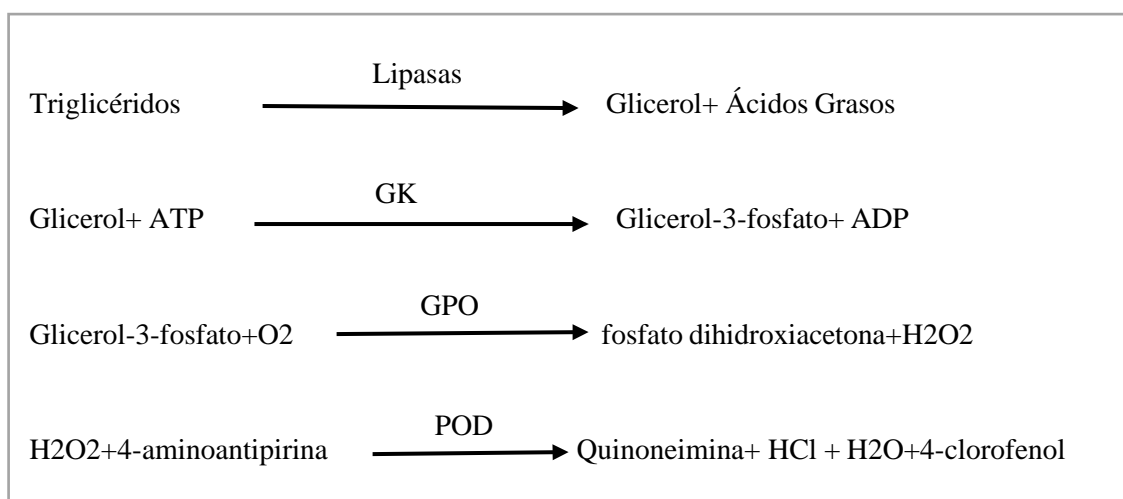 Lipasas
Triglicéridos Glicerol+ Ácidos Grasos
GK
Glicerol+ ATP Glicerol-3-fosfato+ ADP
GPO
Glicerol-3-fosfato+O2 fosfato dihidroxiacetona+H2O2
POD
H2O2+4-aminoantipirina Quinoneimina+ HCl + H2O+4-clorofenol